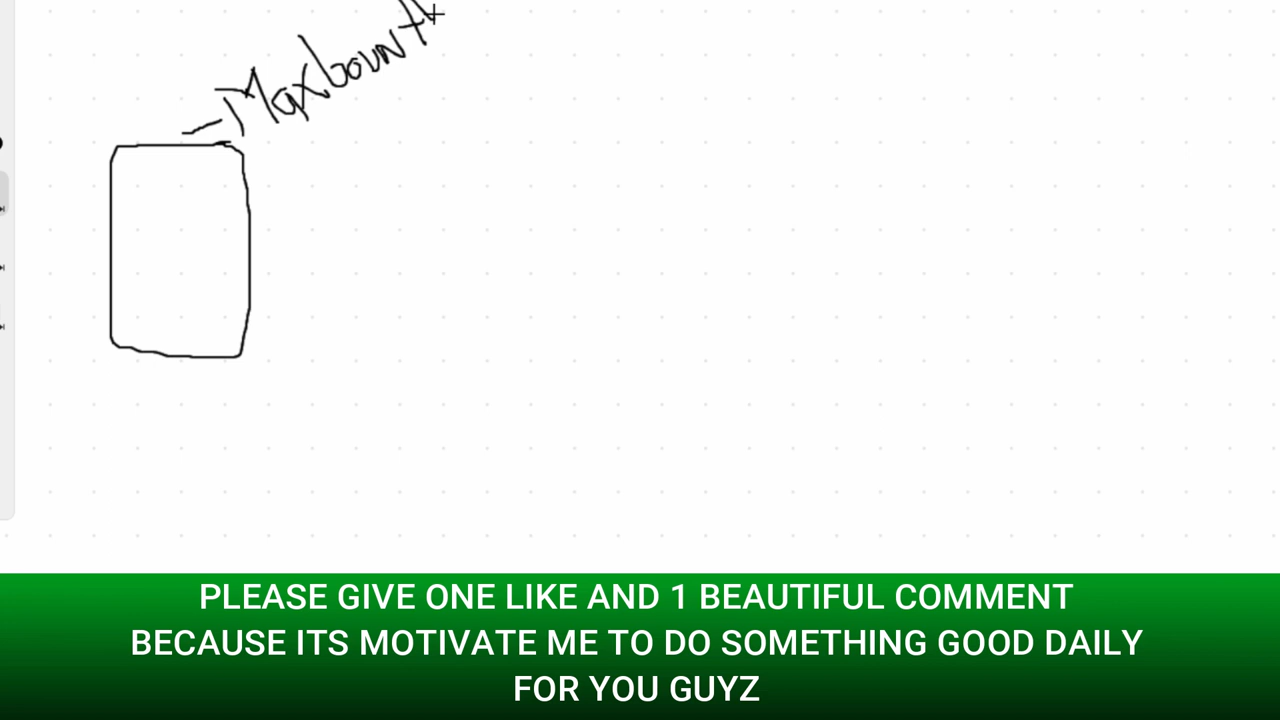 Maxbount
PLEASE GIVE ONE LIKE AND 1 BEAUTIFUL COMMENT
BECAUSE ITS MOTIVATE ME TO DO SOMETHING GOOD DAILY
FOR YOU GUYZ